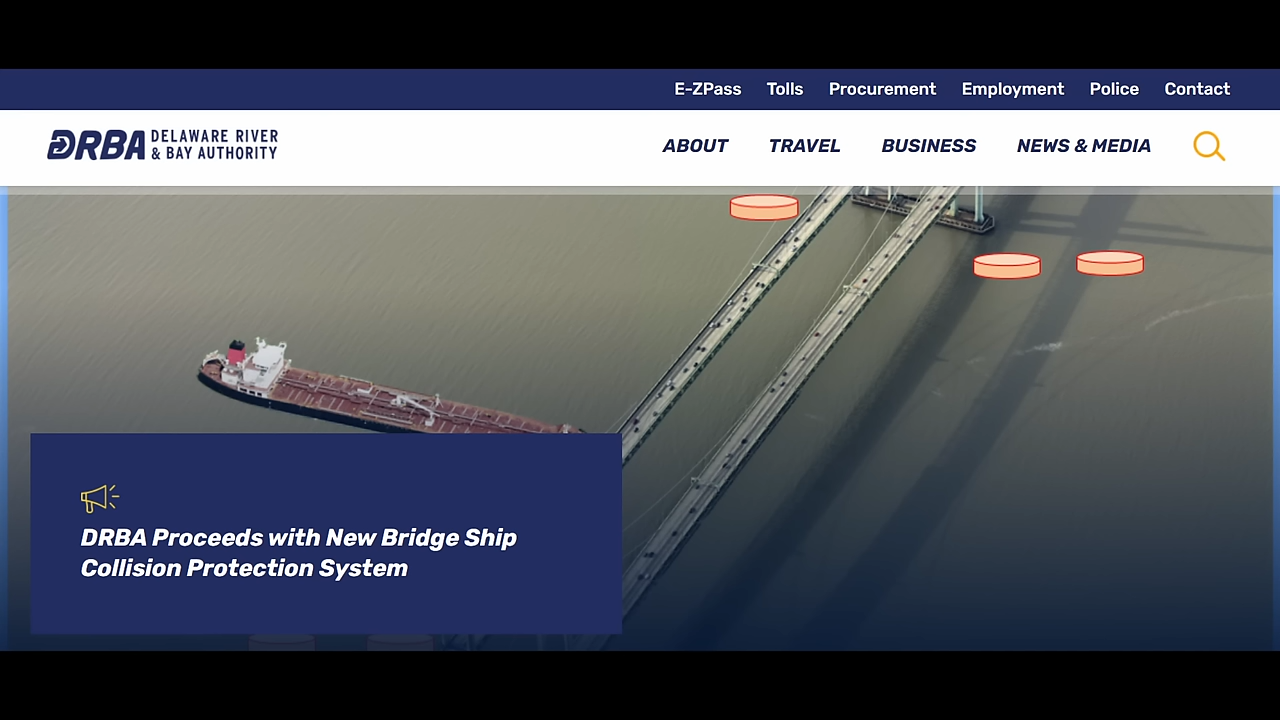 E-ZPass Tolls Procurement Employment Police Contact
DRBA DELAWARE RIVER
& BAY AUTHORITY
ABOUT TRAVEL BUSINESS NEWS & MEDIA
DRBA Proceeds with New Bridge Ship
Collision Protection System